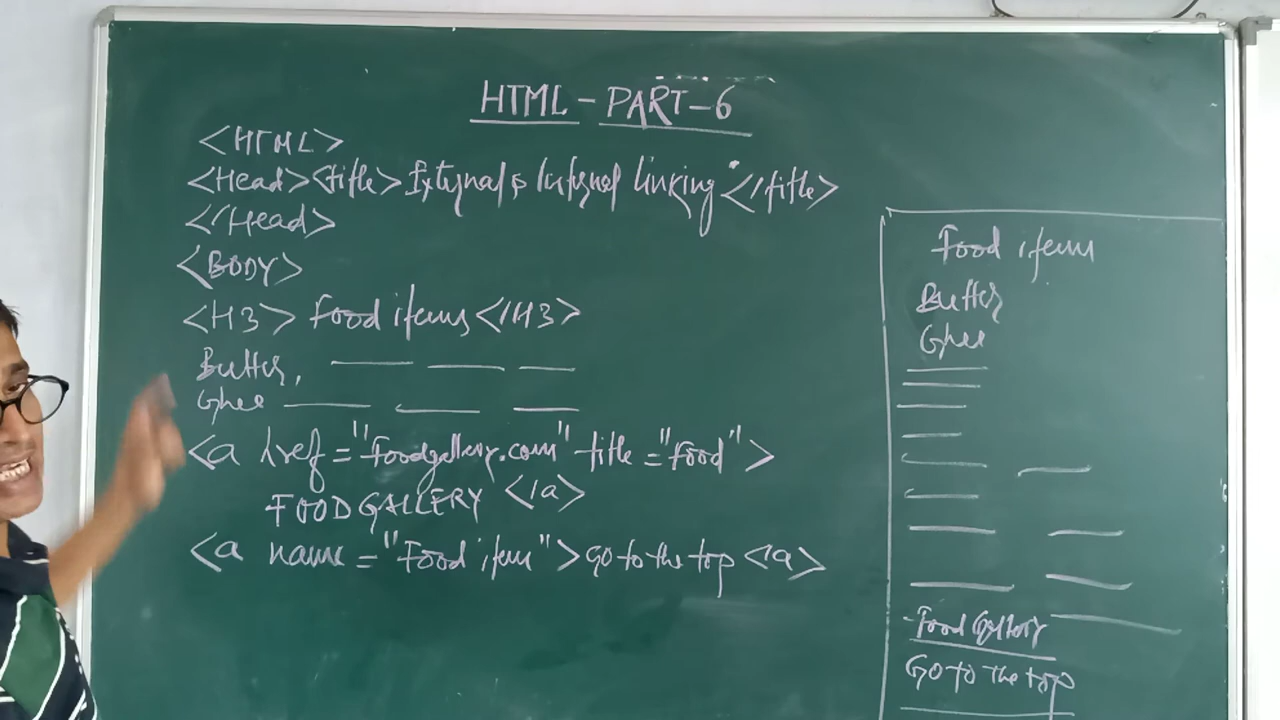 HTML - PART - 6
<HTML>
<Head><title> External & Internal linking </title>
</Head>
<BODY>
<H3> Food items </H3>
Butter,
Ghee
<a href = "Foodgallery.com" title = "food">
FOOD GALLERY </a>
<a name = "Food item"> Go to the top <a>
Food items
Butter
Ghee
Food Gallery
Go to the top